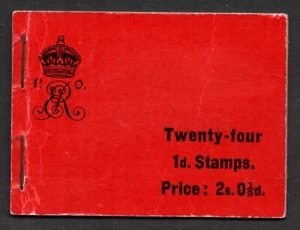 P. O.
Twenty-four
1d. Stamps.
Price: 2s. 0½d.